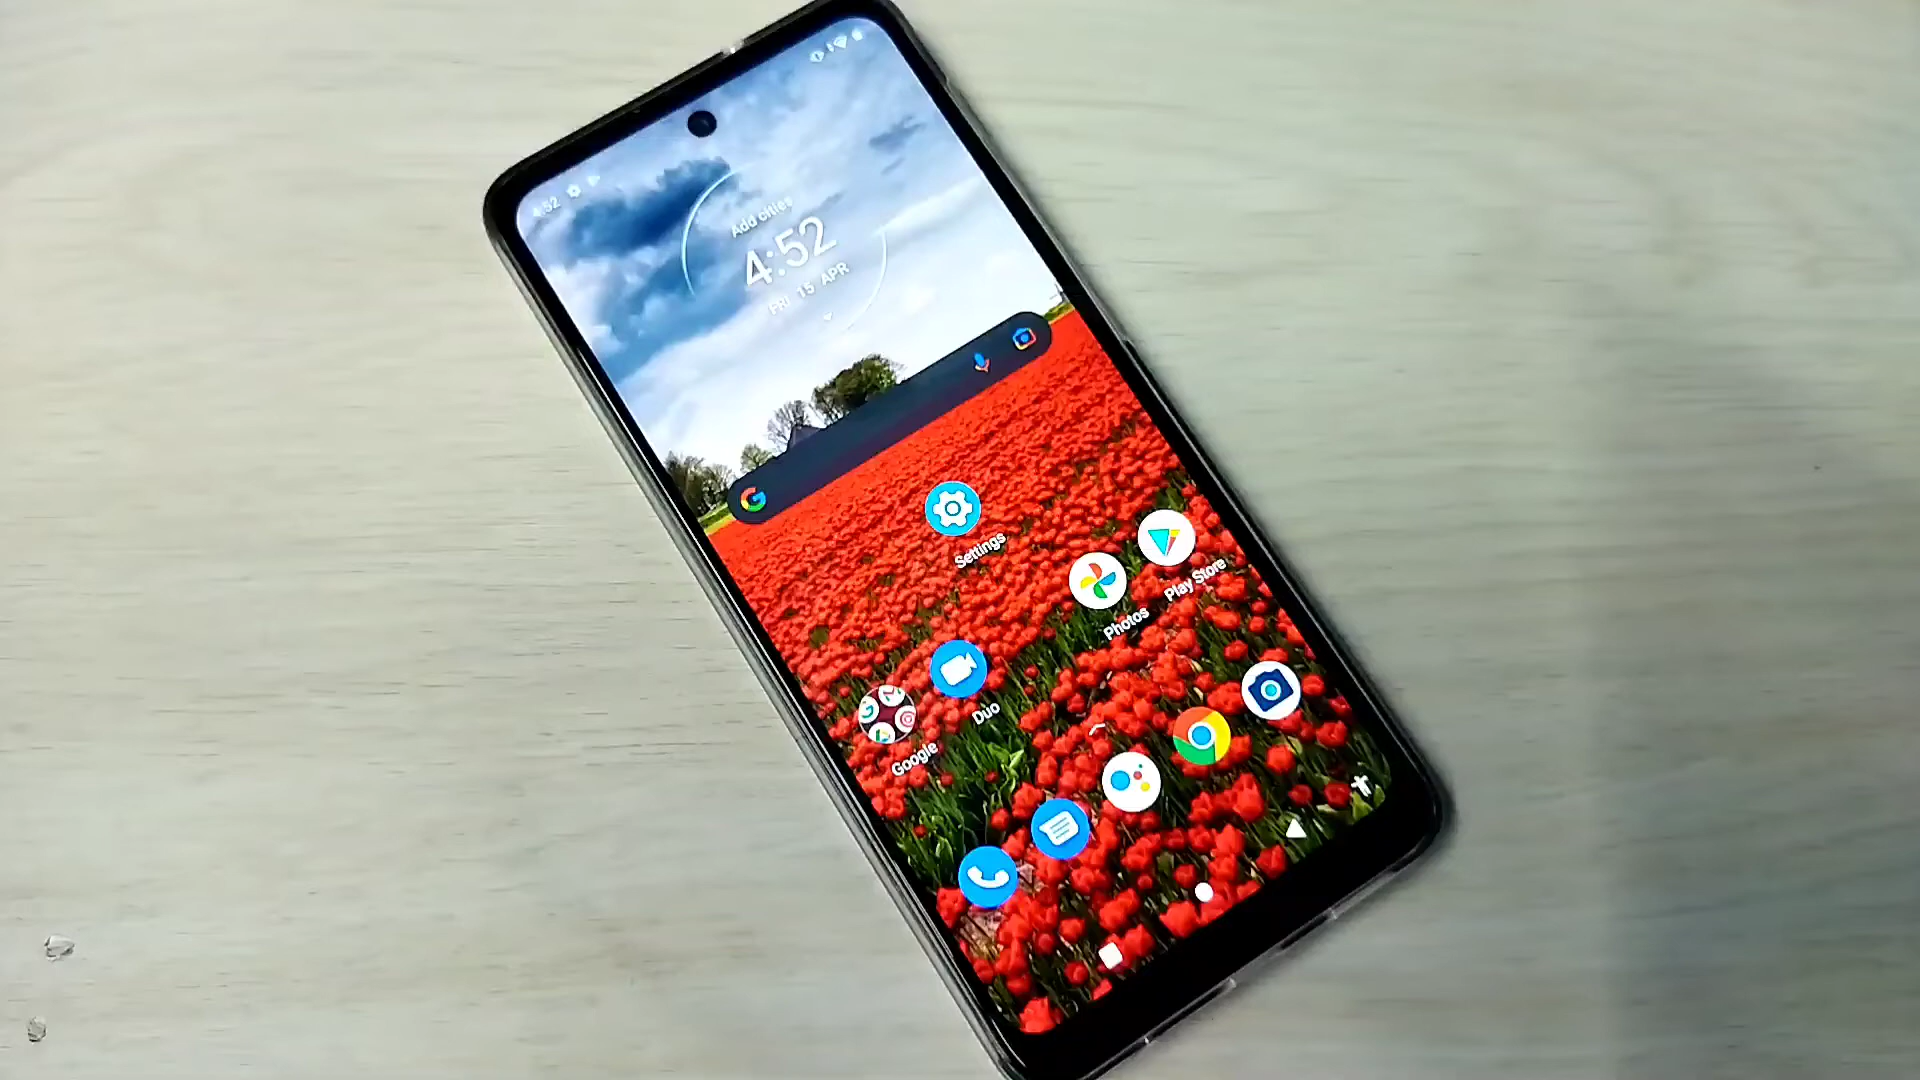 4:52
Add cities
4:52
FRI 15 APR
Settings
Photos
Play Store
Google
Duo